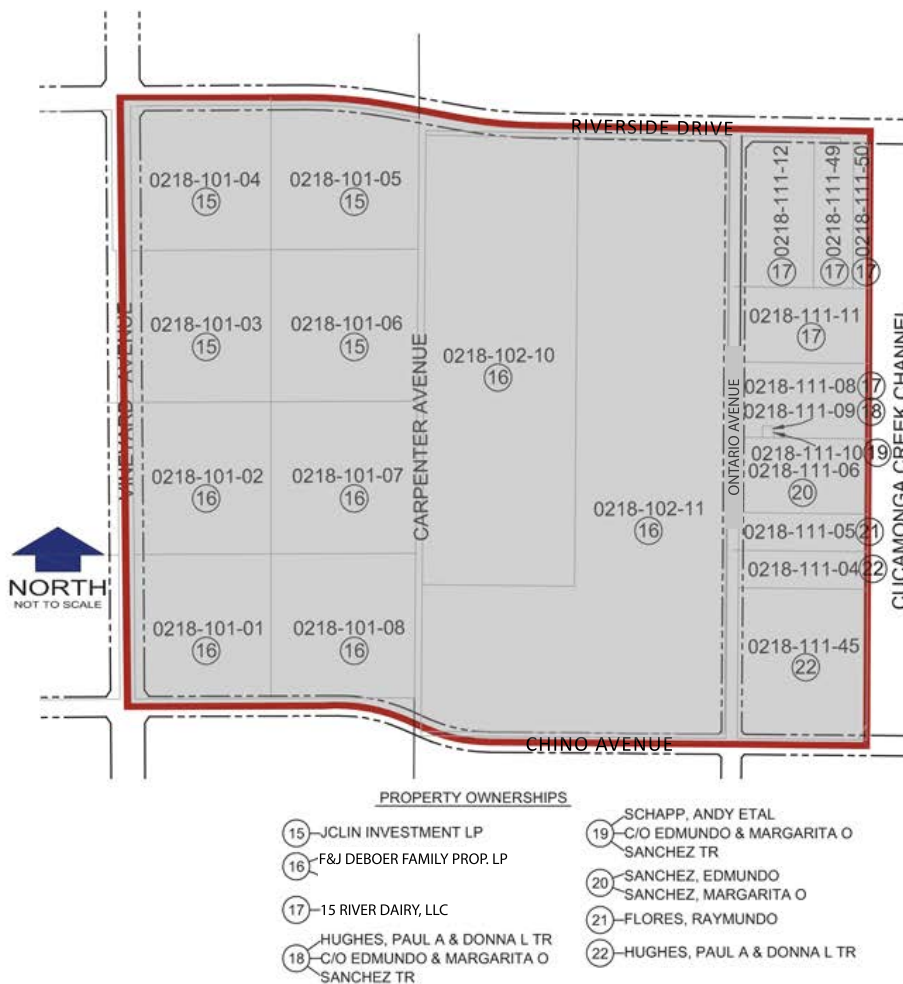 RIVERSIDE DRIVE
0218-101-04
15
0218-101-05
15
0218-111-12
17
0218-111-49
17
0218-111-50
17
0218-101-03
15
0218-101-06
15
VINEYARD AVENUE
CARPENTER AVENUE
0218-102-10
16
ONTARIO AVENUE
0218-111-11
17
0218-111-08 17
0218-111-09 18
0218-111-10 19
0218-111-06
20
CUCAMONGA CREEK CHANNEL
0218-101-02
16
0218-101-07
16
0218-102-11
16
0218-111-05 21
0218-111-04 22
NORTH
NOT TO SCALE
0218-101-01
16
0218-101-08
16
0218-111-45
22
CHINO AVENUE
PROPERTY OWNERSHIPS
15 JCLIN INVESTMENT LP
16 F&J DEBOER FAMILY PROP. LP
17 15 RIVER DAIRY, LLC
18 HUGHES, PAUL A & DONNA L TR
C/O EDMUNDO & MARGARITA O
SANCHEZ TR
19 SCHAPP, ANDY ETAL
C/O EDMUNDO & MARGARITA O
SANCHEZ TR
20 SANCHEZ, EDMUNDO
SANCHEZ, MARGARITA O
21 FLORES, RAYMUNDO
22 HUGHES, PAUL A & DONNA L TR